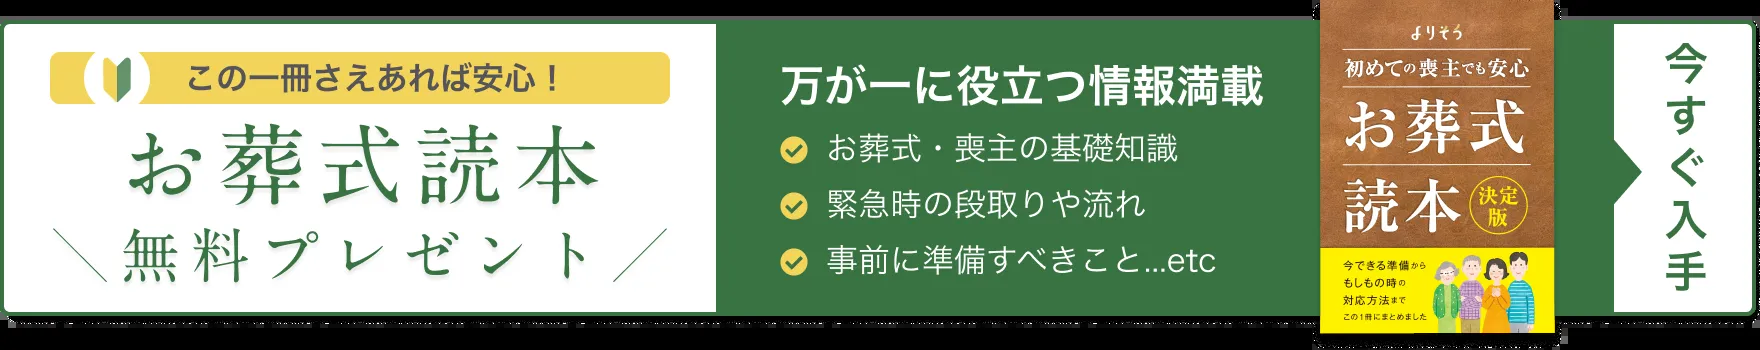 この一冊さえあれば安心！
お葬式読本
＼無料プレゼント／
万が一に役立つ情報満載
お葬式・喪主の基礎知識
緊急時の段取りや流れ
事前に準備すべきこと...etc
よりそう
初めての喪主でも安心
お葬式
読本
決定
版
今できる準備から
もしもの時の
対応方法まで
この1冊にまとめました
今すぐ入手